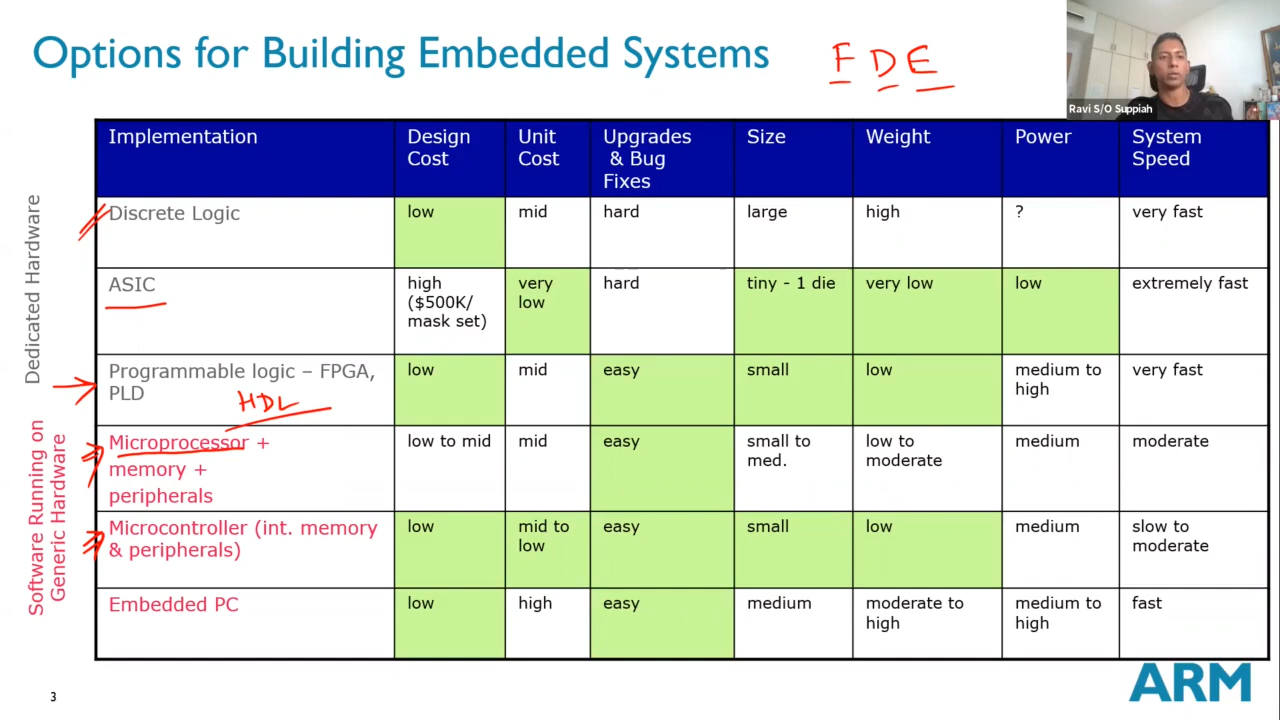 Options for Building Embedded Systems
F D E
Ravi S/O Suppiah
Implementation
Design
Cost
Unit
Cost
Upgrades
& Bug
Fixes
Size
Weight
Power
System
Speed
Dedicated Hardware
Discrete Logic
low
mid
hard
large
high
?
very fast
ASIC
high
($500K/
mask set)
very
low
hard
tiny - 1 die
very low
low
extremely fast
Programmable logic – FPGA,
PLD
HDL
low
mid
easy
small
low
medium to
high
very fast
Software Running on
Generic Hardware
Microprocessor +
memory +
peripherals
low to mid
mid
easy
small to
med.
low to
moderate
medium
moderate
Microcontroller (int. memory
& peripherals)
low
mid to
low
easy
small
low
medium
slow to
moderate
Embedded PC
low
high
easy
medium
moderate to
high
medium to
high
fast
3
ARM